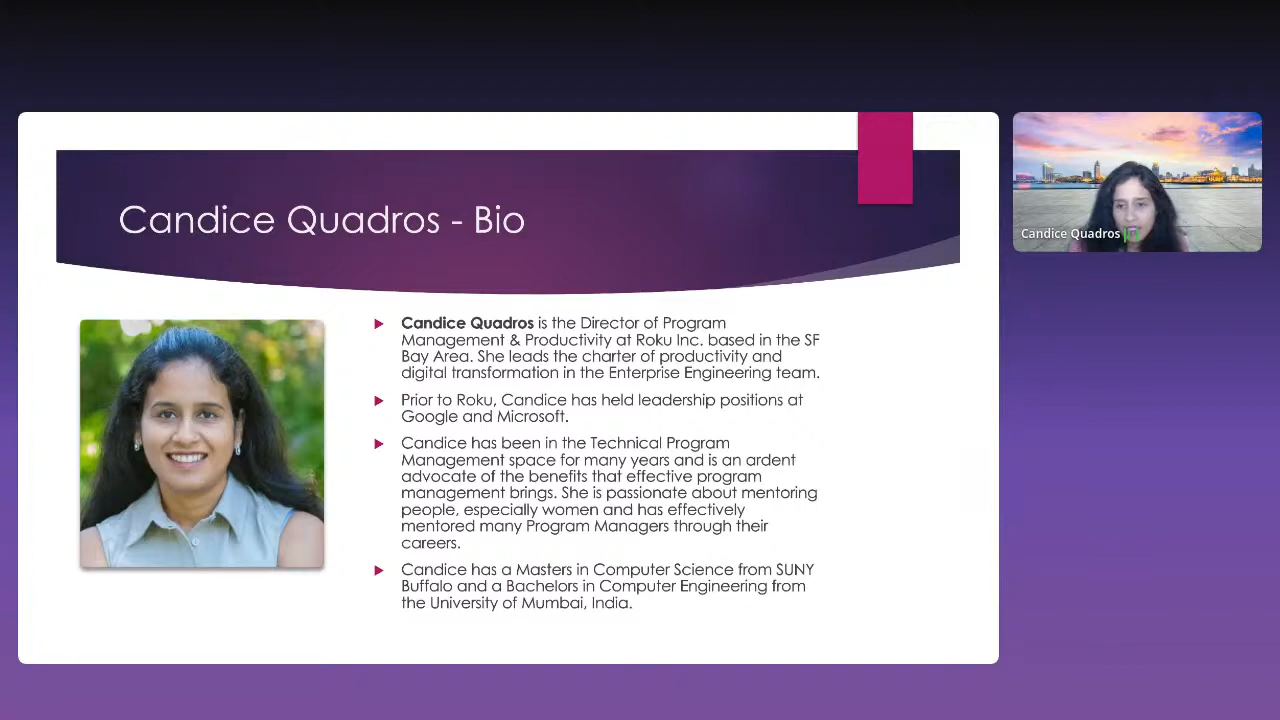 Candice Quadros - Bio
Candice Quadros is the Director of Program
Management & Productivity at Roku Inc. based in the SF
Bay Area. She leads the charter of productivity and
digital transformation in the Enterprise Engineering team.
Prior to Roku, Candice has held leadership positions at
Google and Microsoft.
Candice has been in the Technical Program
Management space for many years and is an ardent
advocate of the benefits that effective program
management brings. She is passionate about mentoring
people, especially women and has effectively
mentored many Program Managers through their
careers.
Candice has a Masters in Computer Science from SUNY
Buffalo and a Bachelors in Computer Engineering from
the University of Mumbai, India.
Candice Quadros